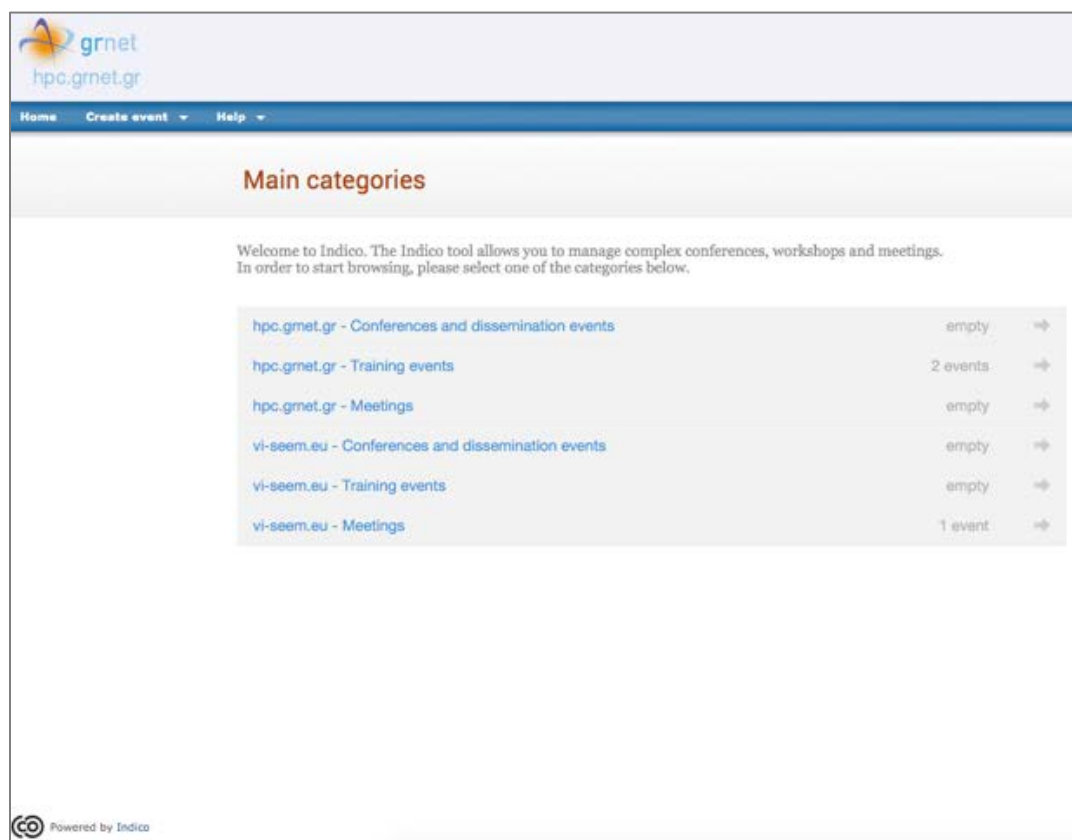 grnet
hpc.grnet.gr
Home Create event Help
Main categories
Welcome to Indico. The Indico tool allows you to manage complex conferences, workshops and meetings.
In order to start browsing, please select one of the categories below.
hpc.grnet.gr - Conferences and dissemination events empty
hpc.grnet.gr - Training events 2 events
hpc.grnet.gr - Meetings empty
vi-seem.eu - Conferences and dissemination events empty
vi-seem.eu - Training events empty
vi-seem.eu - Meetings 1 event
Powered by Indico